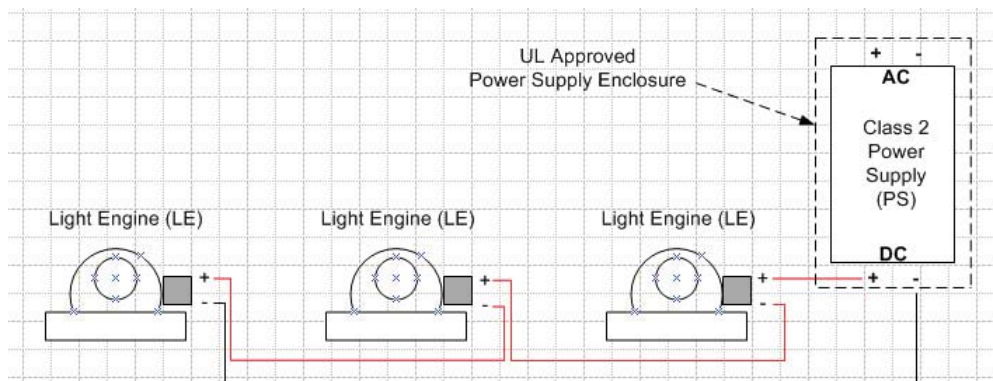 UL Approved
Power Supply Enclosure
+ -
AC
Class 2
Power
Supply
(PS)
DC
+ -
Light Engine (LE)
+
-
Light Engine (LE)
+
-
Light Engine (LE)
+
-